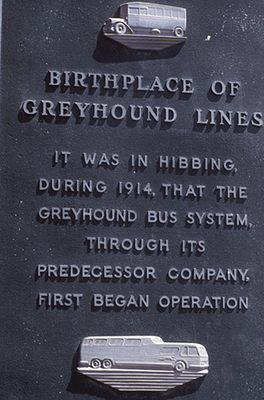 BIRTHPLACE OF
GREYHOUND LINES
IT WAS IN HIBBING,
DURING 1914, THAT THE
GREYHOUND BUS SYSTEM,
THROUGH ITS
PREDECESSOR COMPANY,
FIRST BEGAN OPERATION